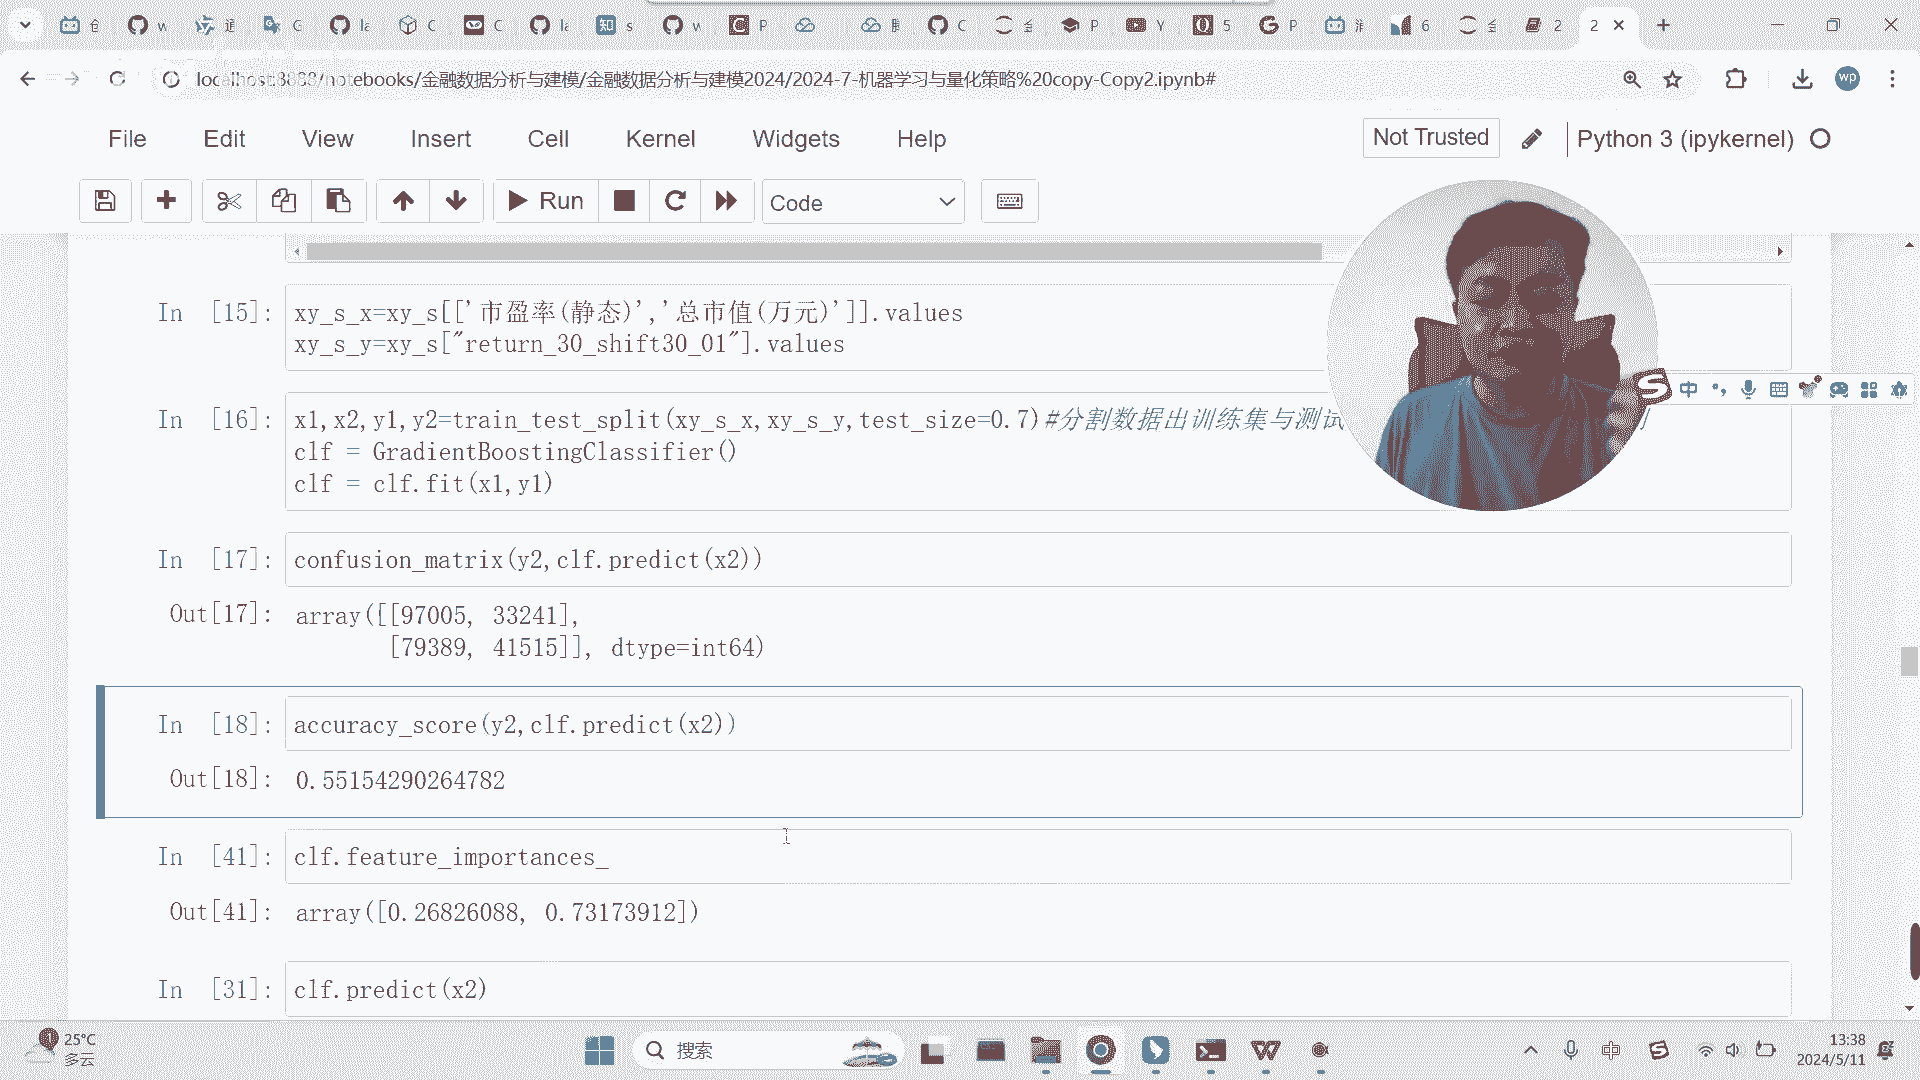 localhost:8888/notebooks/金融数据分析与建模/金融数据分析与建模2024/2024-7-机器学习与量化策略%20copy-Copy2.ipynb#
wp
File Edit View Insert Cell Kernel Widgets Help
Not Trusted
Python 3 (ipykernel)
Run
Code
In [15]:
xy_s_x=xy_s[['市盈率(静态)','总市值(万元)']].values
xy_s_y=xy_s["return_30_shift30_01"].values
In [16]:
x1,x2,y1,y2=train_test_split(xy_s_x,xy_s_y,test_size=0.7)#分割数据出训练集与测试
clf = GradientBoostingClassifier()
clf = clf.fit(x1,y1)
In [17]:
confusion_matrix(y2,clf.predict(x2))
Out[17]:
array([[97005, 33241],
[79389, 41515]], dtype=int64)
In [18]:
accuracy_score(y2,clf.predict(x2))
Out[18]:
0.55154290264782
In [41]:
clf.feature_importances_
Out[41]:
array([0.26826088, 0.73173912])
In [31]:
clf.predict(x2)
25°C
多云
搜索
13:38
2024/5/11